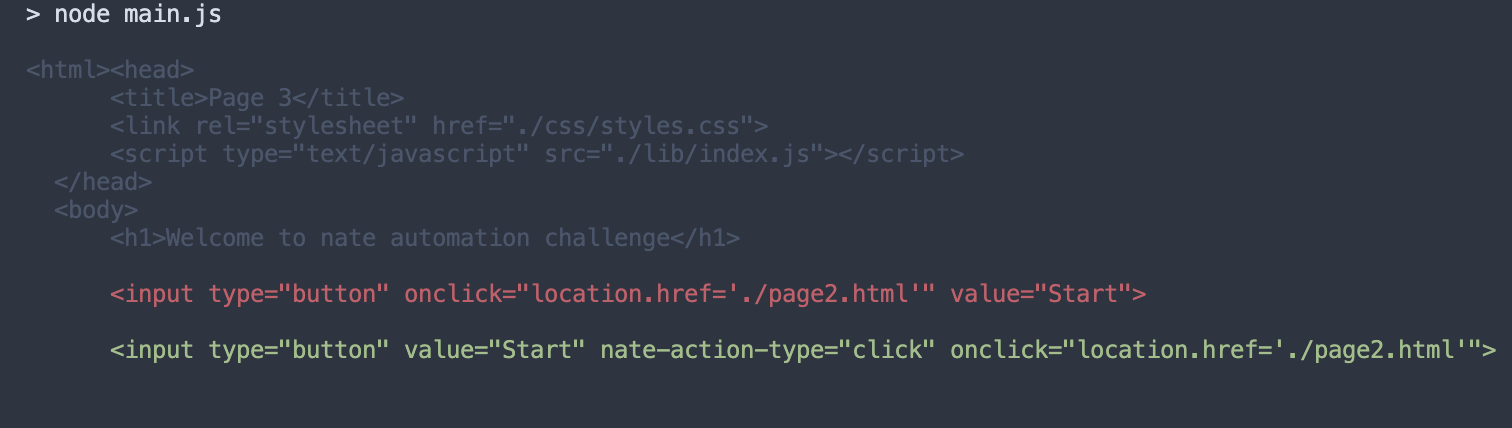 > node main.js
<html><head>
<title>Page 3</title>
<link rel="stylesheet" href="./css/styles.css">
<script type="text/javascript" src="./lib/index.js"></script>
</head>
<body>
<h1>Welcome to nate automation challenge</h1>
<input type="button" onclick="location.href='./page2.html'" value="Start">
<input type="button" value="Start" nate-action-type="click" onclick="location.href='./page2.html'">